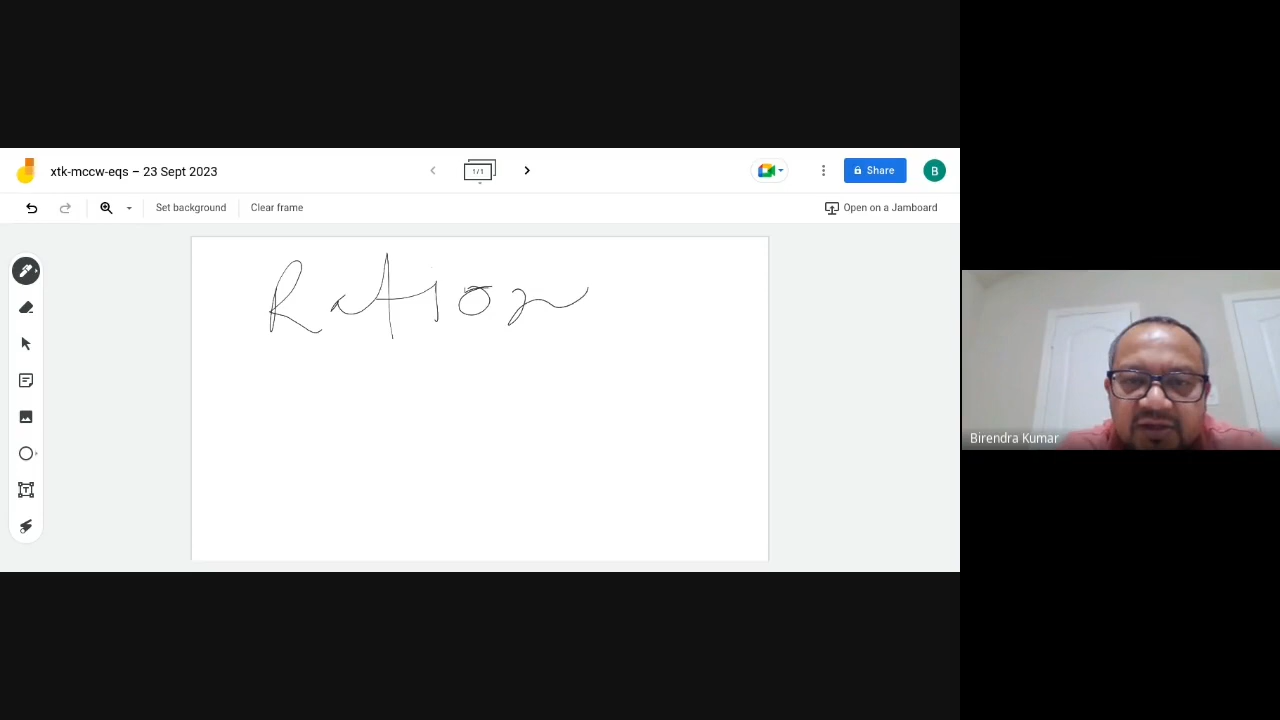 xtk-mccw-eqs – 23 Sept 2023
1/1
Share
B
Set background
Clear frame
Open on a Jamboard
Ration
Birendra Kumar